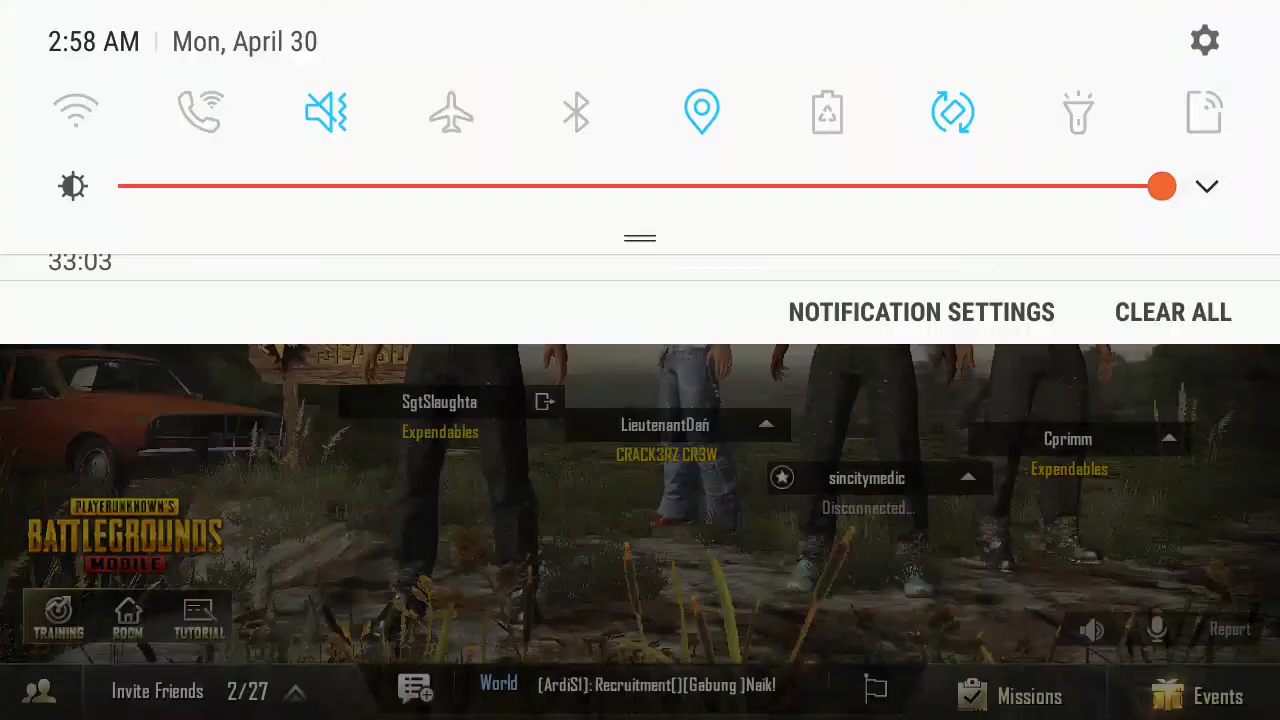 2:58 AM | Mon, April 30
33:03
NOTIFICATION SETTINGS
CLEAR ALL
SgtSlaughta
Expendables
LieutenantDań
CRACK3RZ CR3W
sincitymedic
Disconnected...
Cprimm
Expendables
PLAYERUNKNOWN'S
BATTLEGROUNDS
MOBILE
TRAINING
ROOM
TUTORIAL
Report
Invite Friends 2/27
World [ArdiS1]: Recruitment[][Gabung ]Naik!
Missions
Events